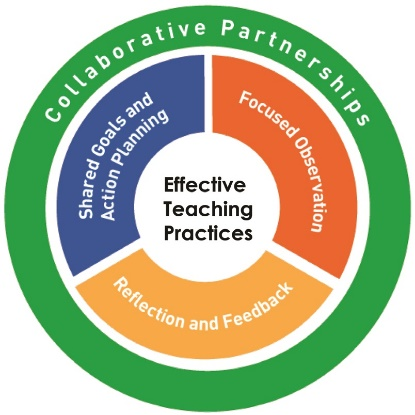 Collaborative Partnerships
Shared Goals and
Action Planning
Focused Observation
Effective
Teaching
Practices
Reflection and Feedback